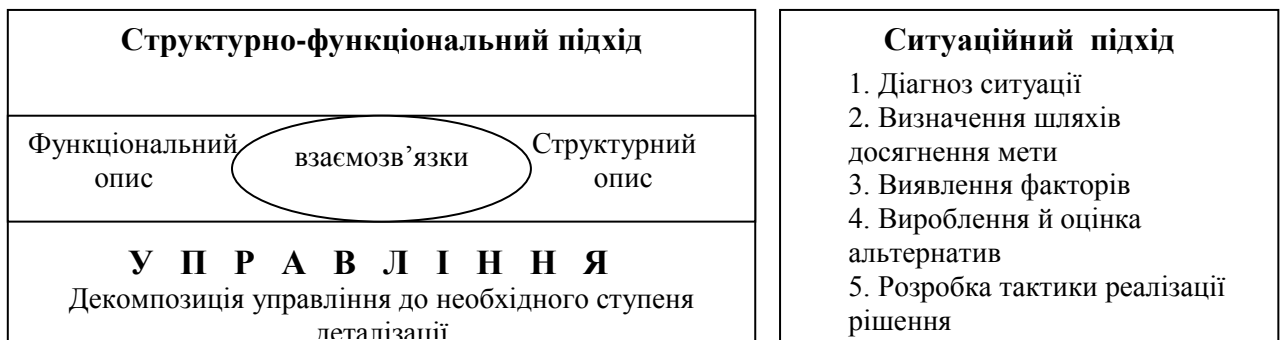 Структурно-функціональний підхід
Функціональний
опис
взаємозв’язки
Структурний
опис
У П Р А В Л І Н Н Я
Декомпозиція управління до необхідного ступеня
деталізації
Ситуаційний підхід
1. Діагноз ситуації
2. Визначення шляхів
досягнення мети
3. Виявлення факторів
4. Вироблення й оцінка
альтернатив
5. Розробка тактики реалізації
рішення